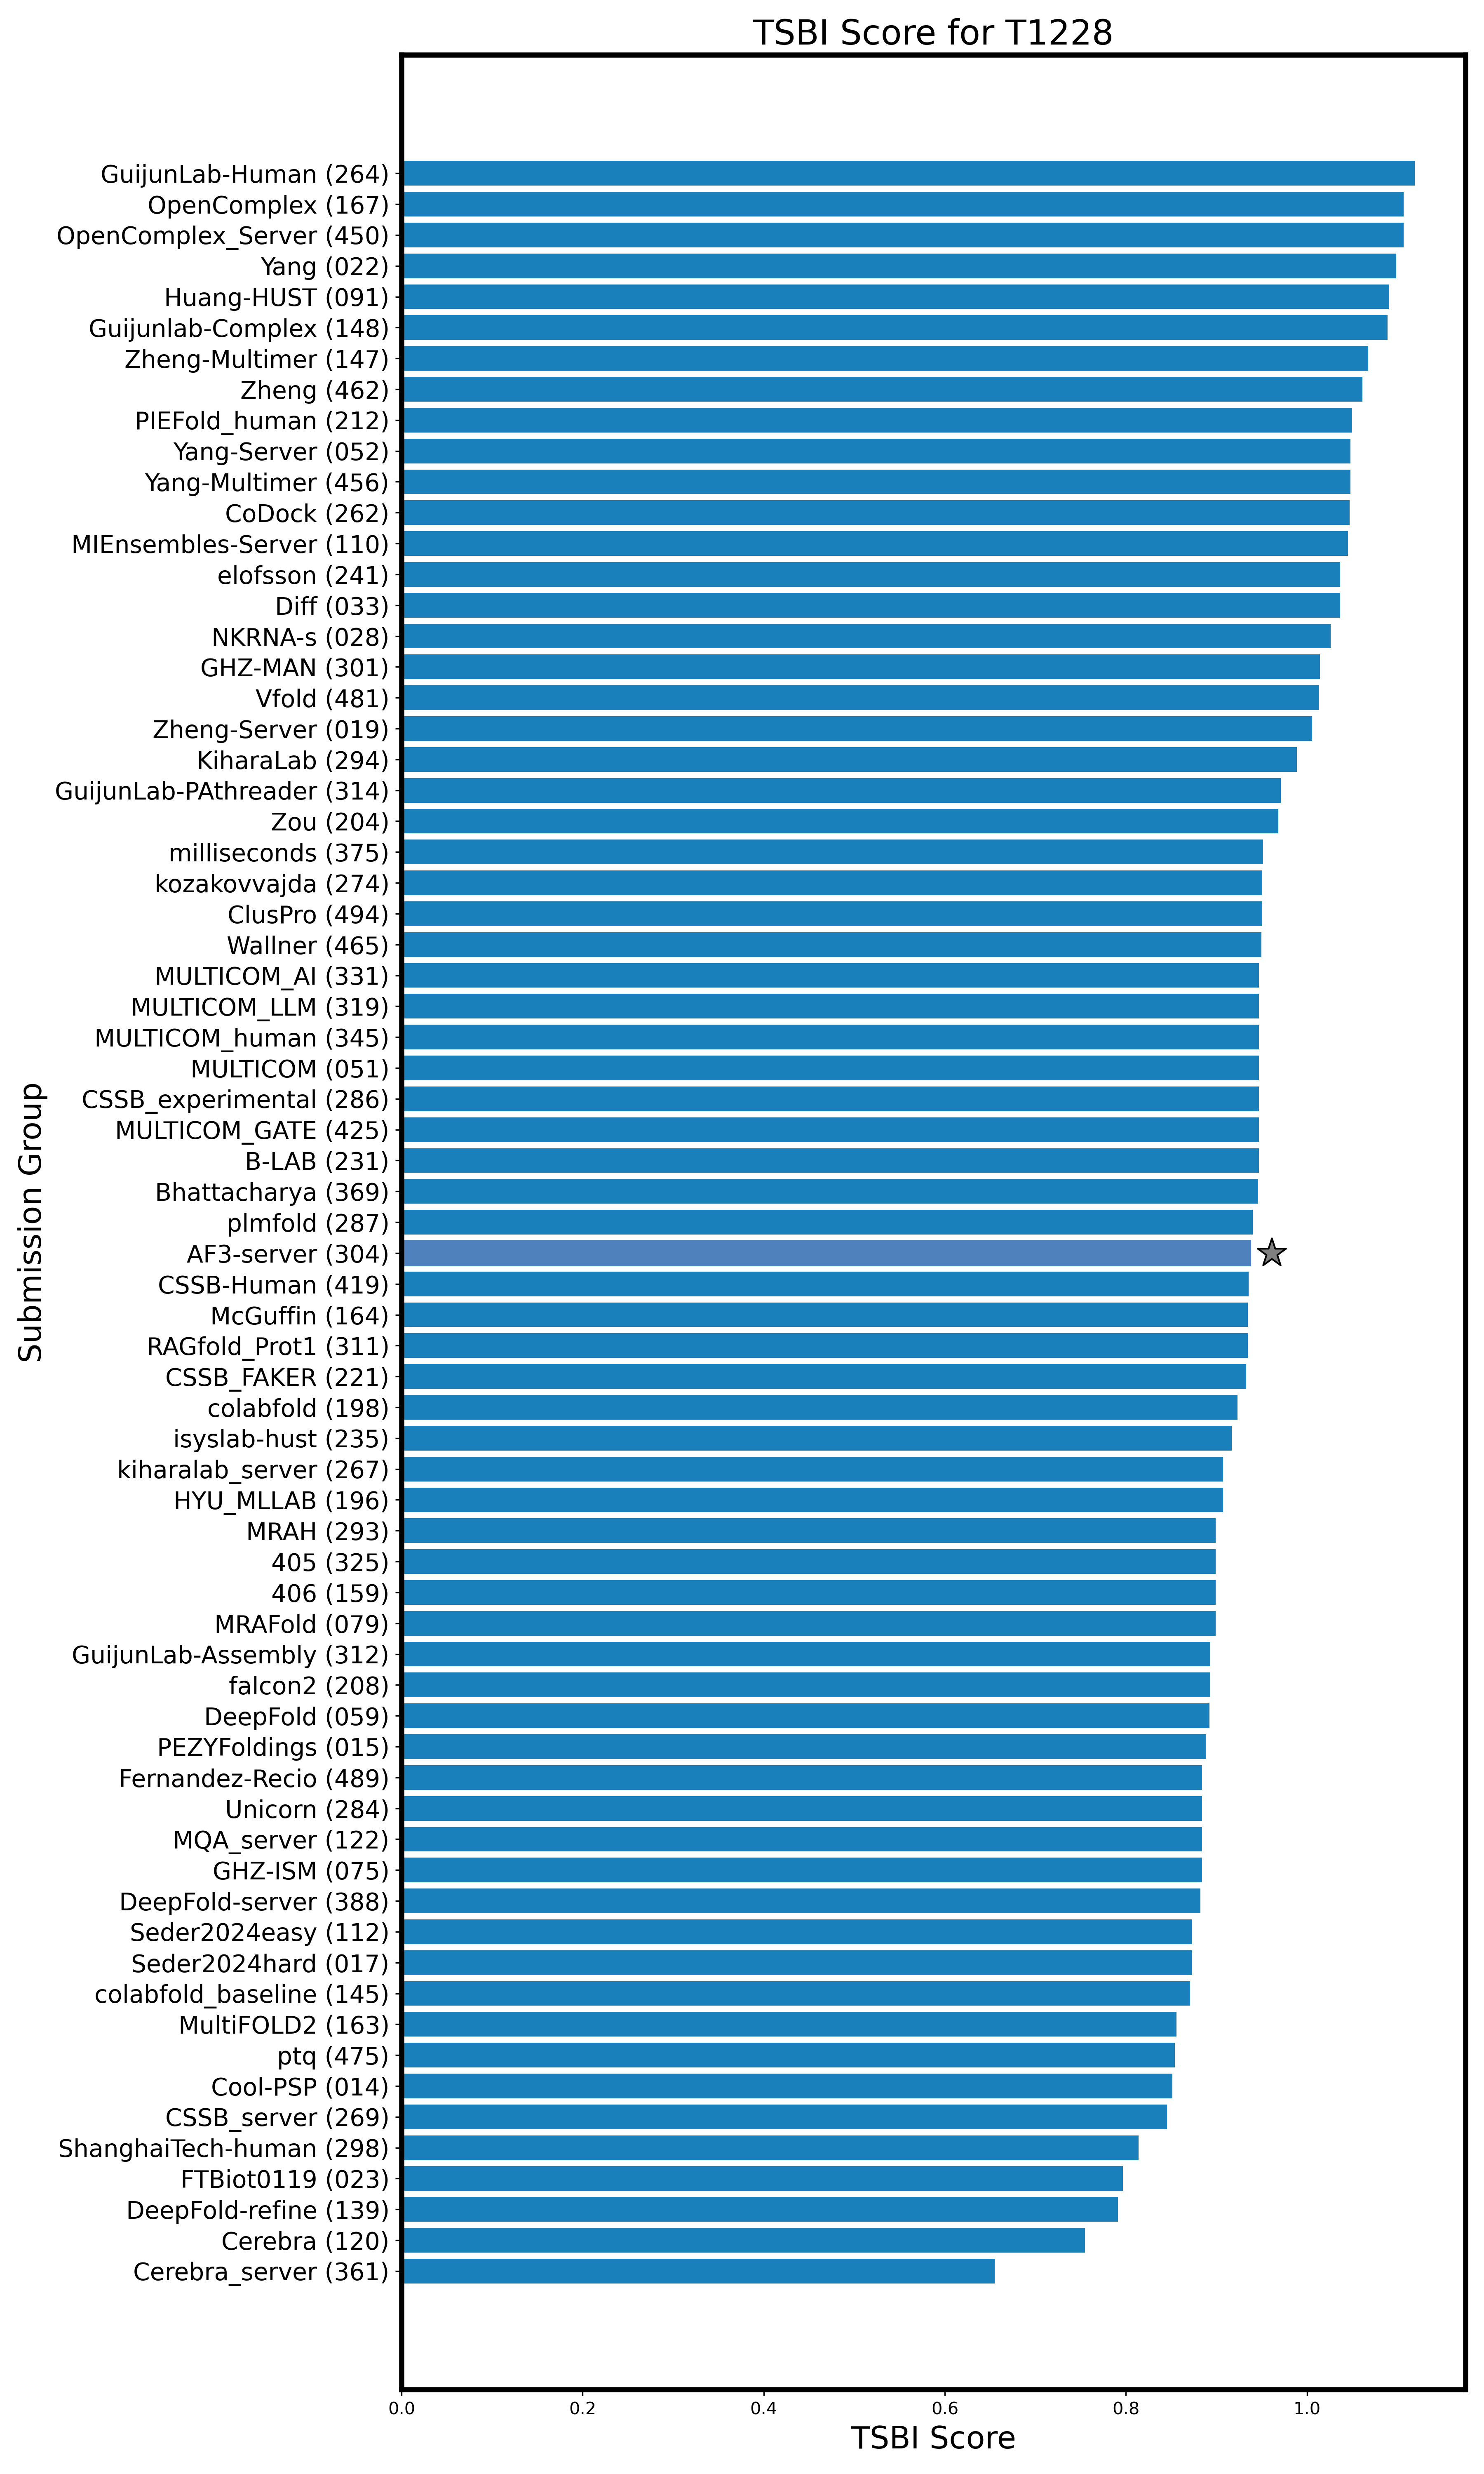 TSBI Score for T1228
GuijunLab-Human (264)
OpenComplex (167)
OpenComplex_Server (450)
Yang (022)
Huang-HUST (091)
Guijunlab-Complex (148)
Zheng-Multimer (147)
Zheng (462)
PIEFold_human (212)
Yang-Server (052)
Yang-Multimer (456)
CoDock (262)
MIEnsembles-Server (110)
elofsson (241)
Diff (033)
NKRNA-s (028)
GHZ-MAN (301)
Vfold (481)
Zheng-Server (019)
KiharaLab (294)
GuijunLab-PAthreader (314)
Zou (204)
milliseconds (375)
kozakovvajda (274)
ClusPro (494)
Wallner (465)
MULTICOM_AI (331)
MULTICOM_LLM (319)
MULTICOM_human (345)
MULTICOM (051)
CSSB_experimental (286)
MULTICOM_GATE (425)
B-LAB (231)
Bhattacharya (369)
plmfold (287)
AF3-server (304)
CSSB-Human (419)
McGuffin (164)
RAGfold_Prot1 (311)
CSSB_FAKER (221)
colabfold (198)
isyslab-hust (235)
kiharalab_server (267)
HYU_MLLAB (196)
MRAH (293)
405 (325)
406 (159)
MRAFold (079)
GuijunLab-Assembly (312)
falcon2 (208)
DeepFold (059)
PEZYFoldings (015)
Fernandez-Recio (489)
Unicorn (284)
MQA_server (122)
GHZ-ISM (075)
DeepFold-server (388)
Seder2024easy (112)
Seder2024hard (017)
colabfold_baseline (145)
MultiFOLD2 (163)
ptq (475)
Cool-PSP (014)
CSSB_server (269)
ShanghaiTech-human (298)
FTBiot0119 (023)
DeepFold-refine (139)
Cerebra (120)
Cerebra_server (361)
Submission Group
0.0 0.2 0.4 0.6 0.8 1.0
TSBI Score